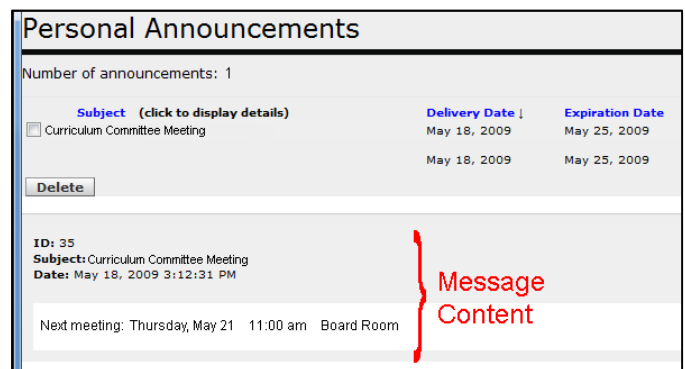 Personal Announcements
Number of announcements: 1
Subject (click to display details) Delivery Date ↓ Expiration Date
Curriculum Committee Meeting May 18, 2009 May 25, 2009
May 18, 2009 May 25, 2009
Delete
ID: 35
Subject: Curriculum Committee Meeting
Date: May 18, 2009 3:12:31 PM
Message
Content
Next meeting: Thursday, May 21 11:00 am Board Room